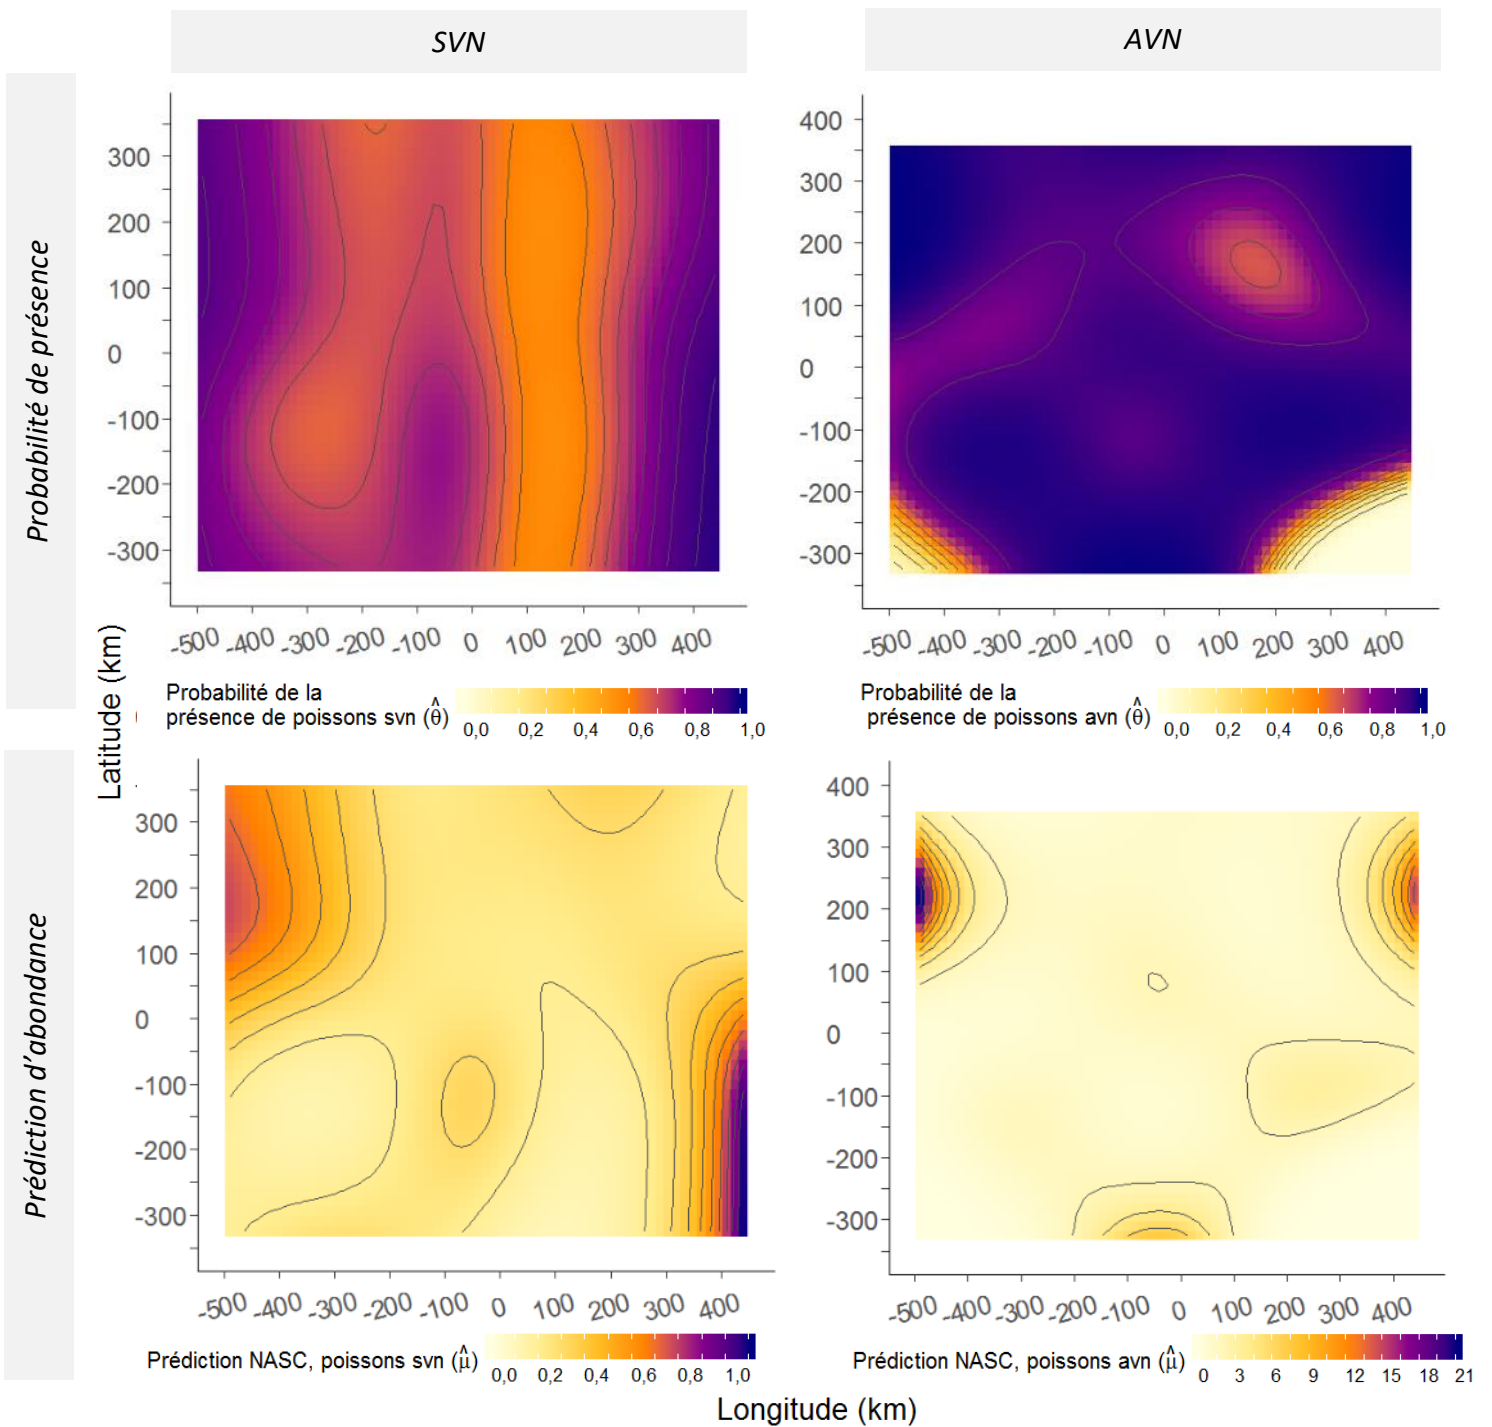 SVN
AVN
Probabilité de présence
300
200
100
0
-100
-200
-300
-500 -400 -300 -200 -100 0 100 200 300 400
400
300
200
100
0
-100
-200
-300
-500 -400 -300 -200 -100 0 100 200 300 400
Probabilité de la
présence de poissons svn (θ̂)
0,0 0,2 0,4 0,6 0,8 1,0
Probabilité de la
présence de poissons avn (θ̂)
0,0 0,2 0,4 0,6 0,8 1,0
Latitude (km)
Prédiction d'abondance
300
200
100
0
-100
-200
-300
-500 -400 -300 -200 -100 0 100 200 300 400
400
300
200
100
0
-100
-200
-300
-500 -400 -300 -200 -100 0 100 200 300 400
Prédiction NASC, poissons svn (μ̂)
0,0 0,2 0,4 0,6 0,8 1,0
Prédiction NASC, poissons avn (μ̂)
0 3 6 9 12 15 18 21
Longitude (km)